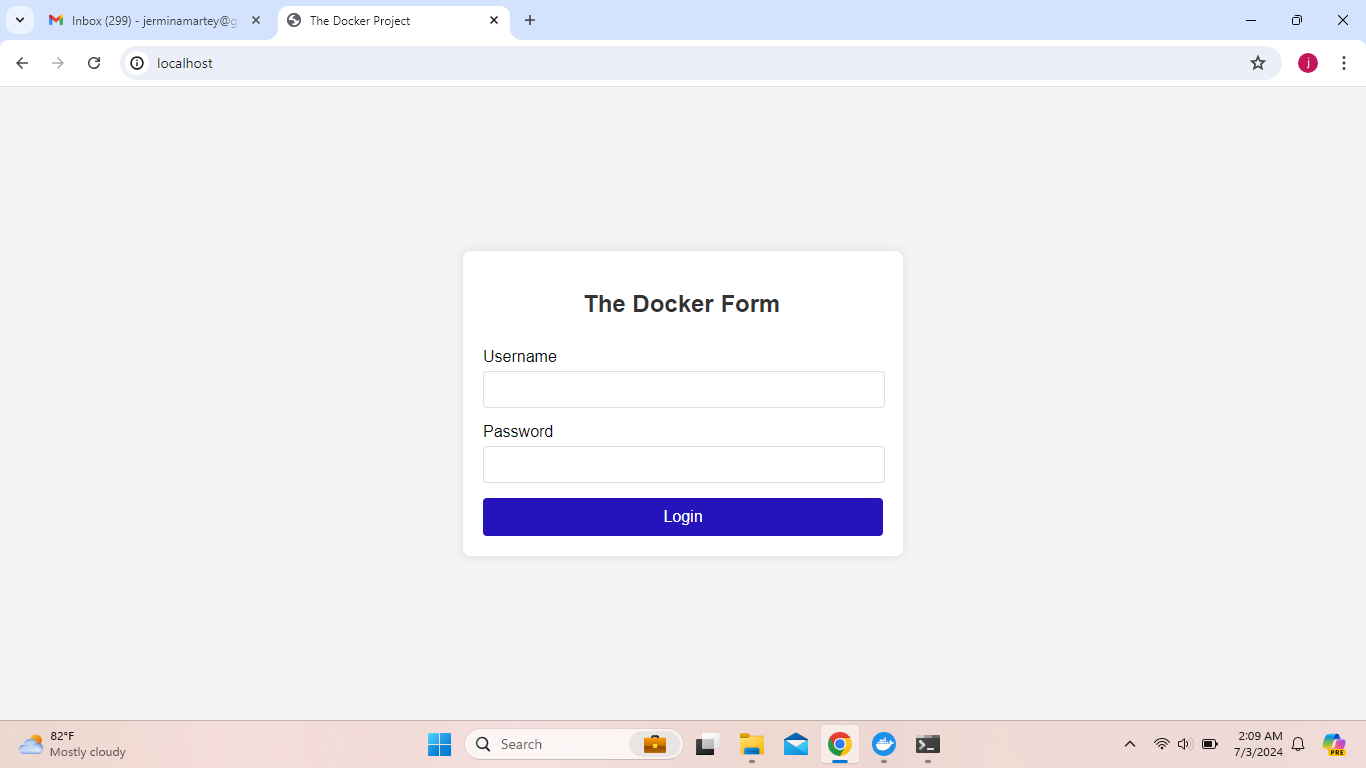 Inbox (299) - jerminamartey@g
The Docker Project
localhost
j
The Docker Form
Username
Password
Login
82°F
Mostly cloudy
Search
2:09 AM
7/3/2024
PRE